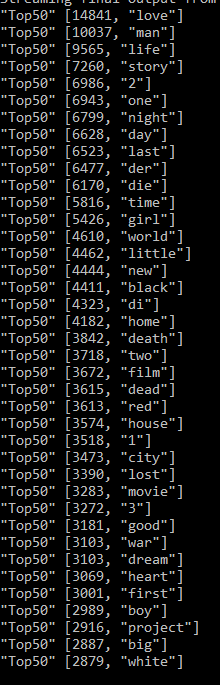 Streaming final output from
"Top50" [14841, "love"]
"Top50" [10037, "man"]
"Top50" [9565, "life"]
"Top50" [7260, "story"]
"Top50" [6986, "2"]
"Top50" [6943, "one"]
"Top50" [6799, "night"]
"Top50" [6628, "day"]
"Top50" [6523, "last"]
"Top50" [6477, "der"]
"Top50" [6170, "die"]
"Top50" [5816, "time"]
"Top50" [5426, "girl"]
"Top50" [4610, "world"]
"Top50" [4462, "little"]
"Top50" [4444, "new"]
"Top50" [4411, "black"]
"Top50" [4323, "di"]
"Top50" [4182, "home"]
"Top50" [3842, "death"]
"Top50" [3718, "two"]
"Top50" [3672, "film"]
"Top50" [3615, "dead"]
"Top50" [3613, "red"]
"Top50" [3574, "house"]
"Top50" [3518, "1"]
"Top50" [3473, "city"]
"Top50" [3390, "lost"]
"Top50" [3283, "movie"]
"Top50" [3272, "3"]
"Top50" [3181, "good"]
"Top50" [3103, "war"]
"Top50" [3103, "dream"]
"Top50" [3069, "heart"]
"Top50" [3001, "first"]
"Top50" [2989, "boy"]
"Top50" [2916, "project"]
"Top50" [2887, "big"]
"Top50" [2879, "white"]